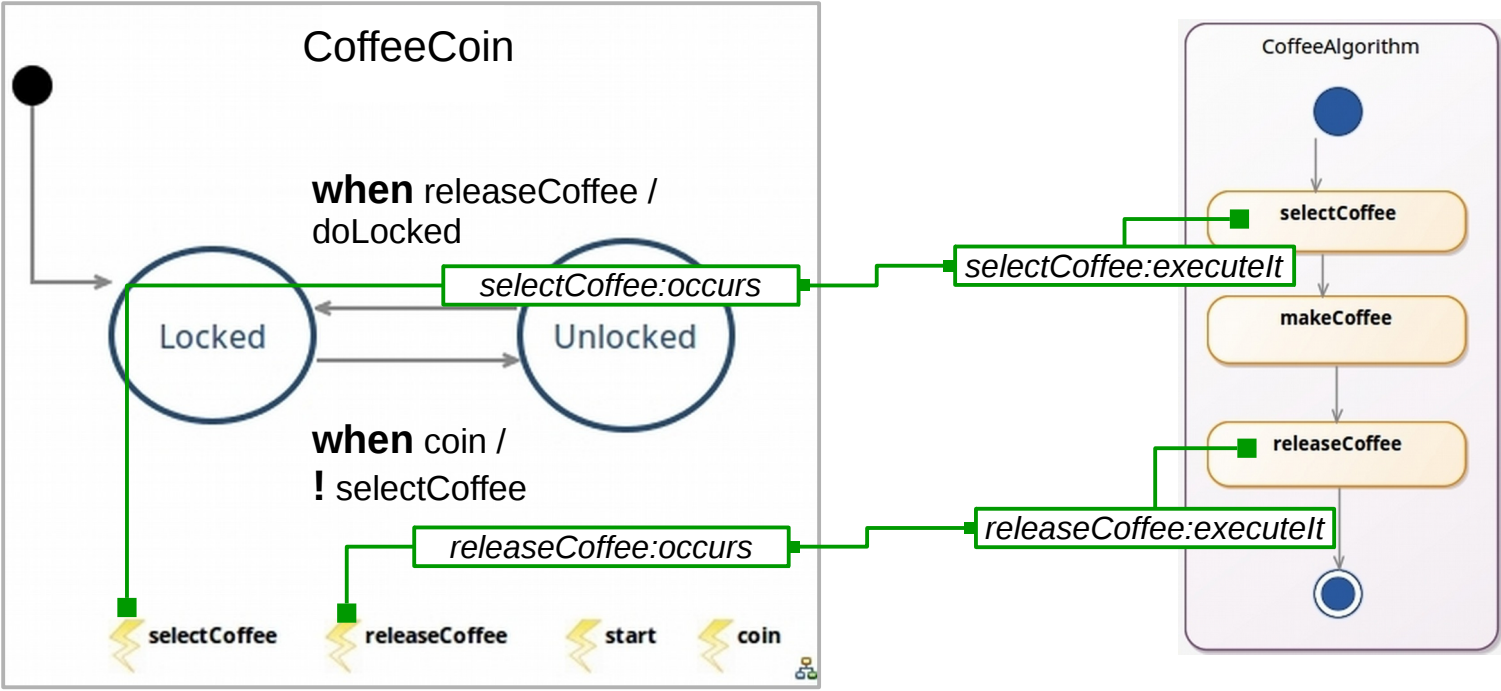 CoffeeCoin
when releaseCoffee /
doLocked
selectCoffee:occurs
Locked
Unlocked
when coin /
! selectCoffee
releaseCoffee:occurs
selectCoffee
releaseCoffee
start
coin
CoffeeAlgorithm
selectCoffee
selectCoffee:executeIt
makeCoffee
releaseCoffee
releaseCoffee:executeIt